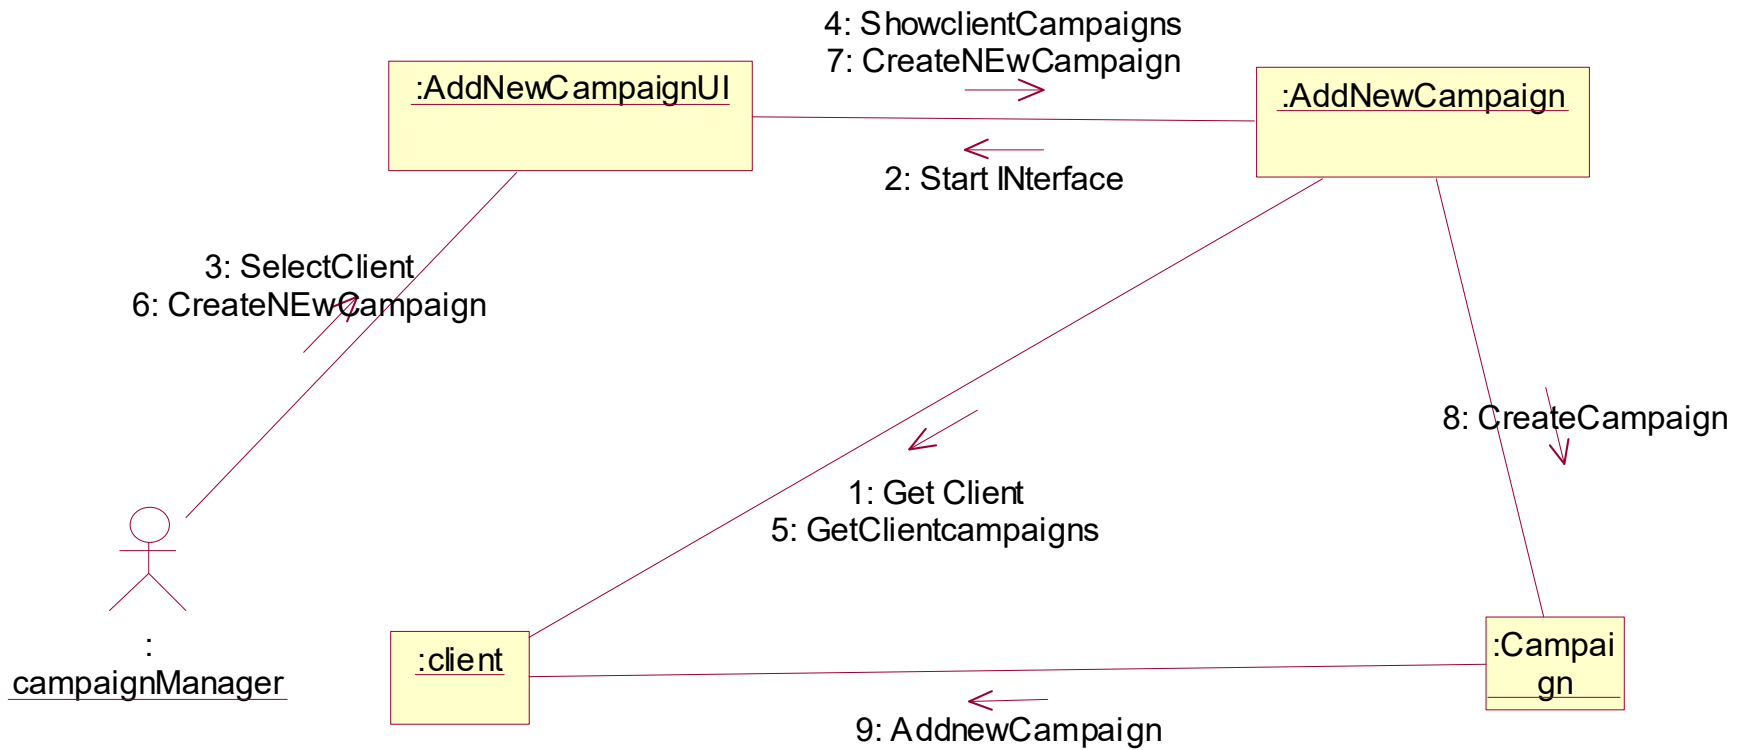 4: ShowclientCampaigns
7: CreateNEwCampaign
:AddNewCampaignUI
:AddNewCampaign
2: Start INterface
3: SelectClient
6: CreateNEwCampaign
8: CreateCampaign
1: Get Client
5: GetClientcampaigns
:
campaignManager
:client
:Campai
gn
9: AddnewCampaign